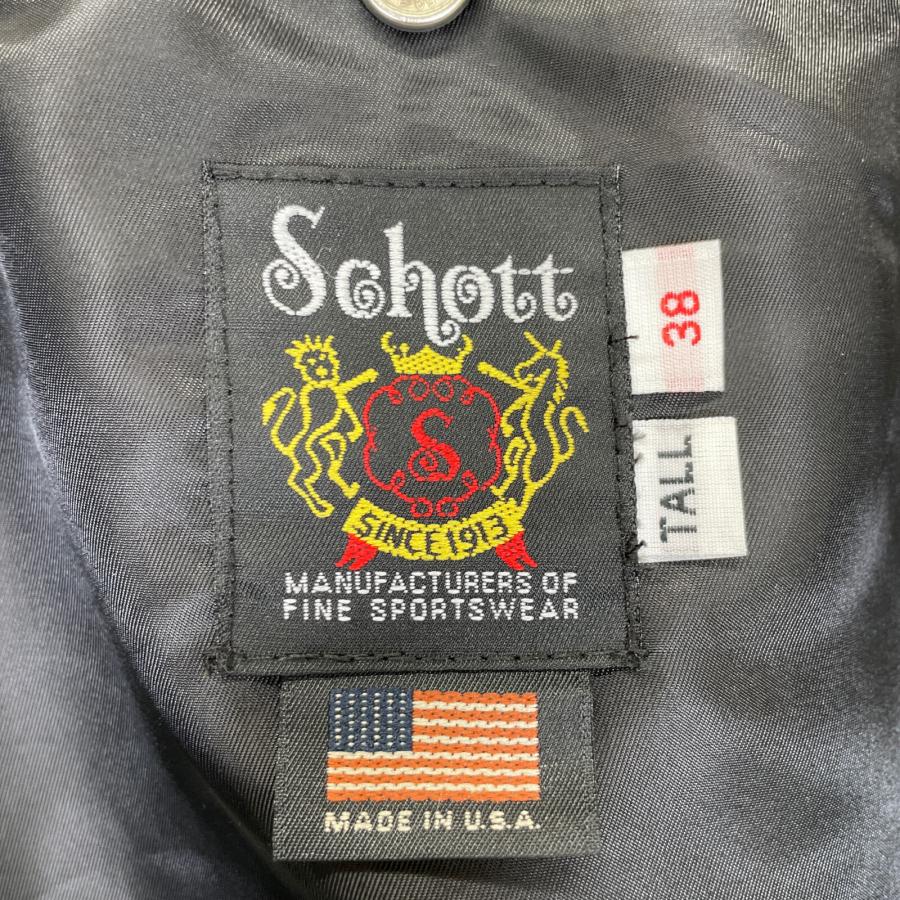 Schott
S
SINCE 1913
MANUFACTURERS OF
FINE SPORTSWEAR
38
TALL
MADE IN U.S.A.